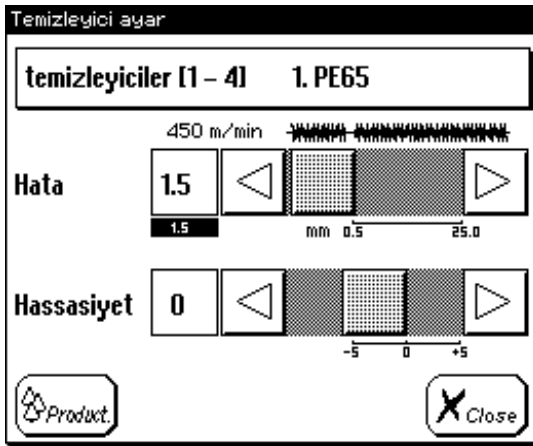 Temizleyici ayar
temizleyiciler [1 – 4] 1. PE65
450 m/min
Hata 1.5
1.5 mm 0.5 25.0
Hassasiyet 0
-5 0 +5
Product. Close